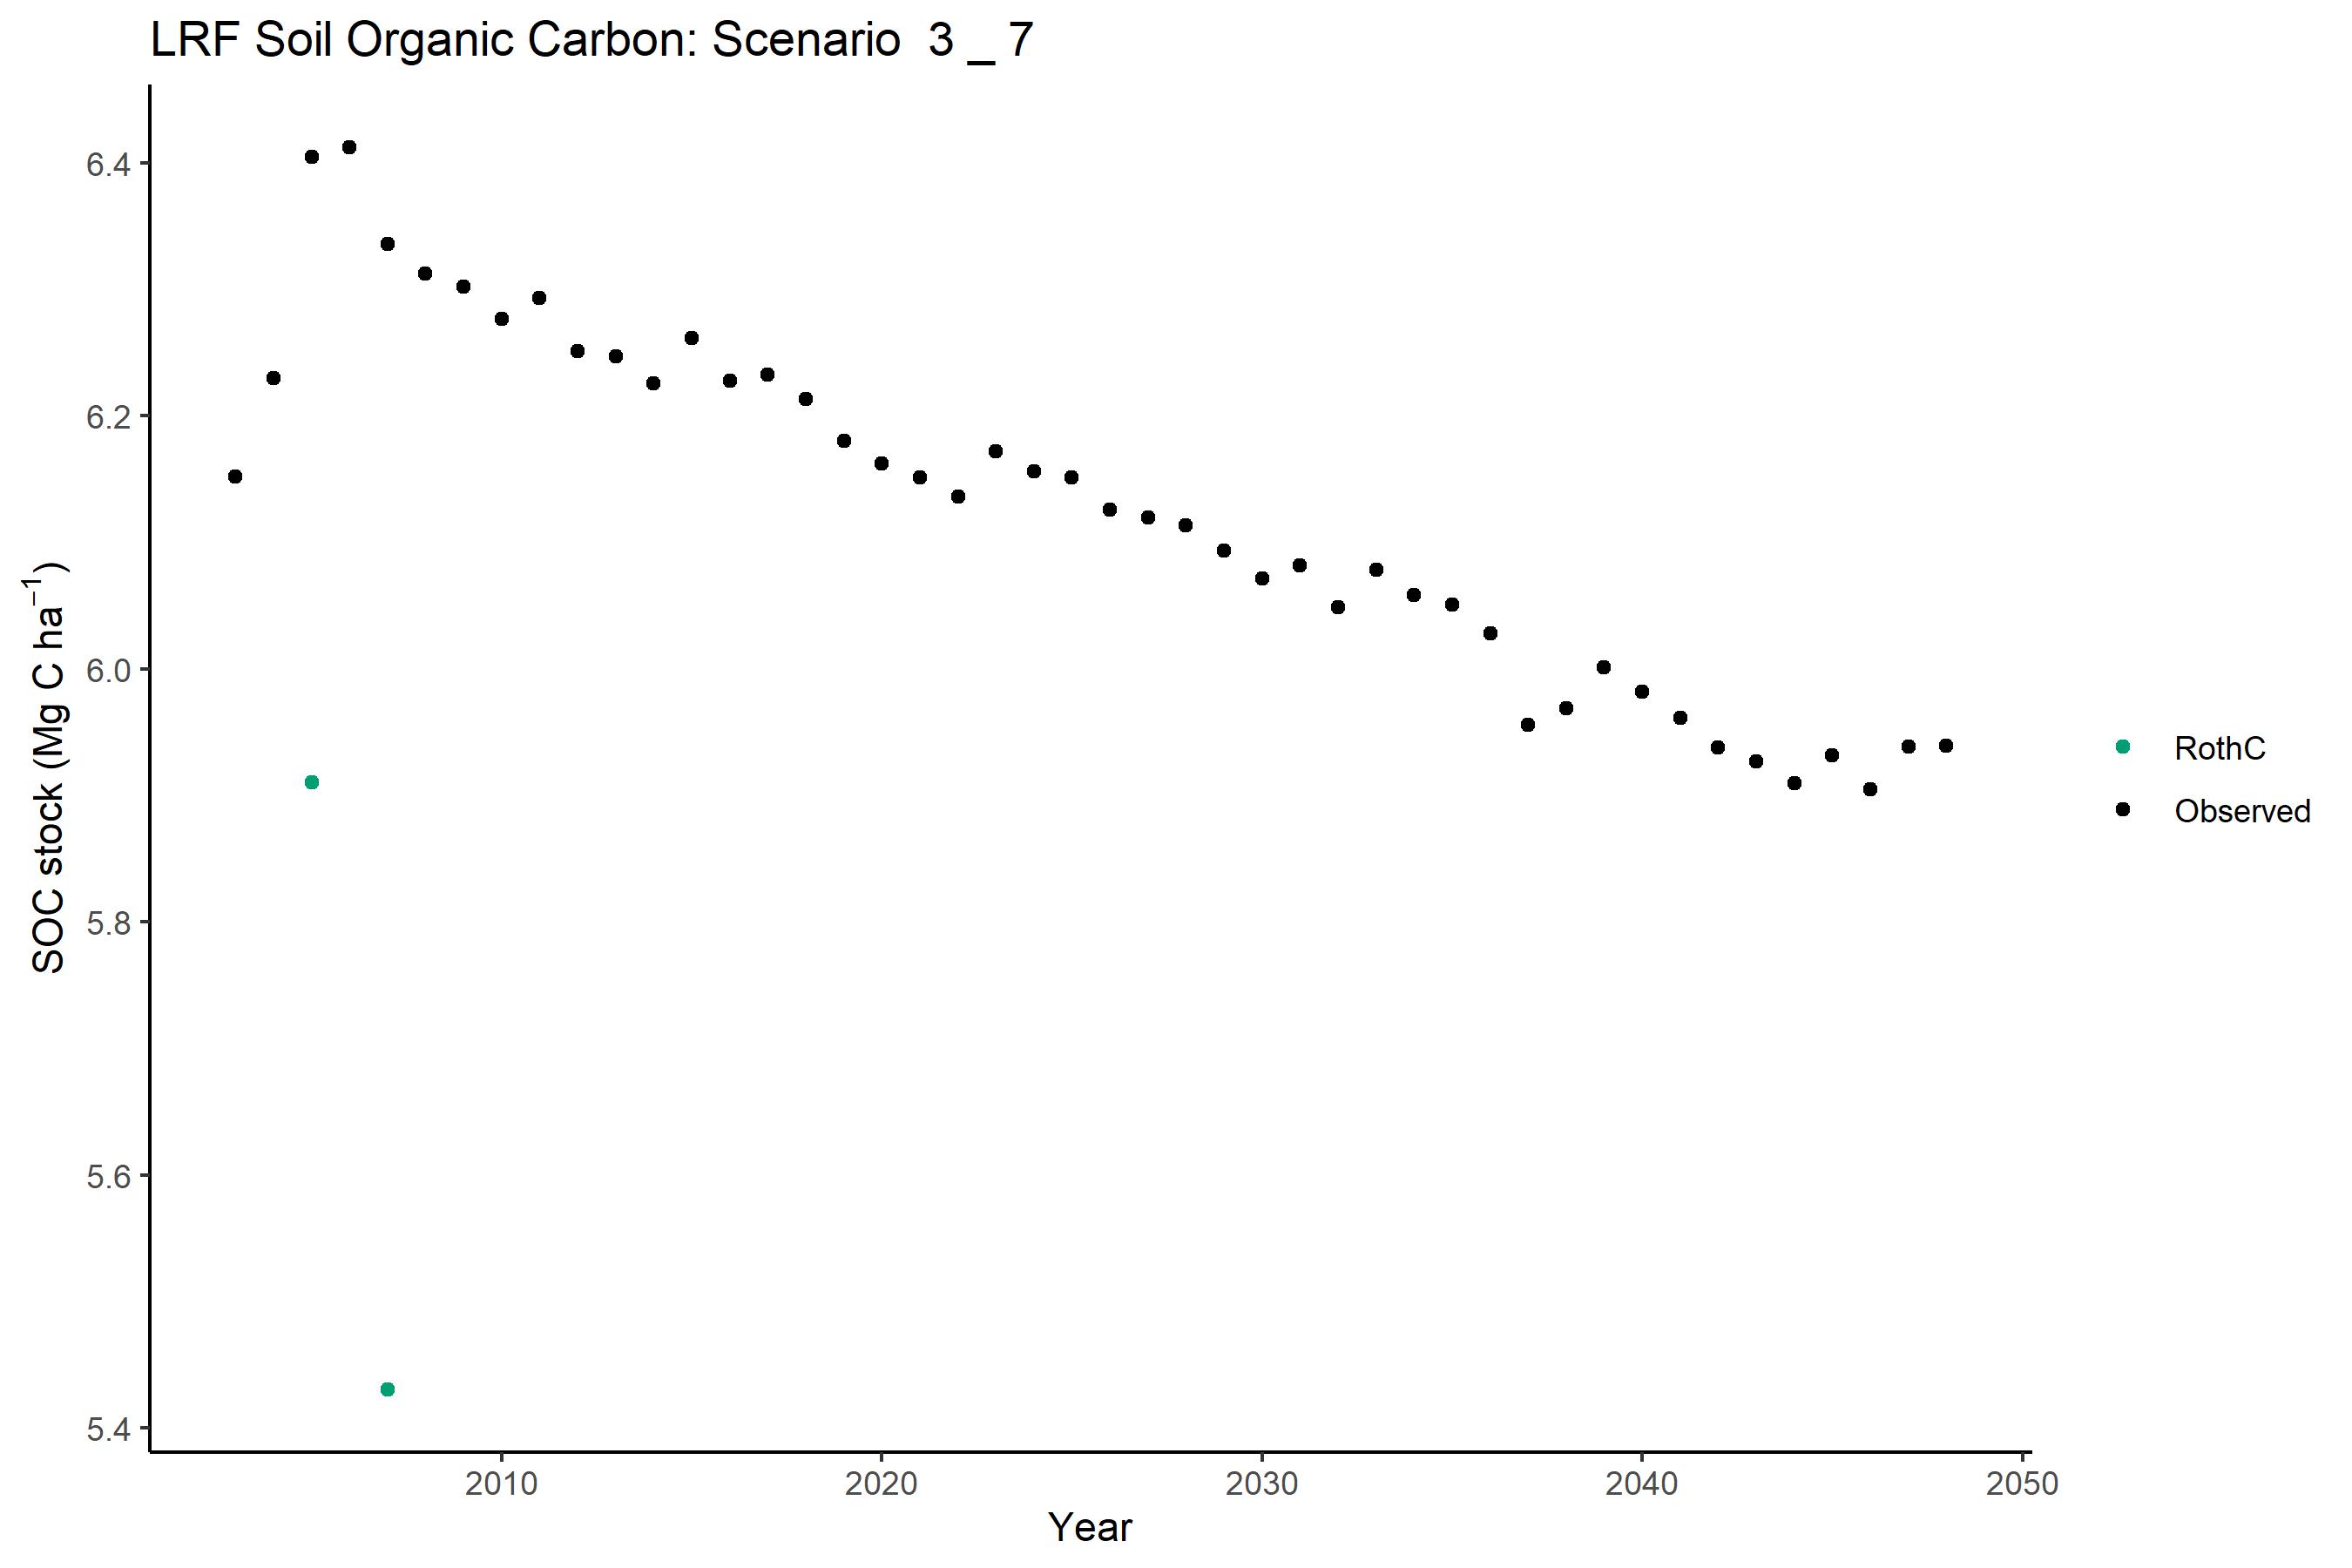 LRF Soil Organic Carbon: Scenario  3 _ 7
SOC stock (Mg C ha⁻¹)
6.4
6.2
6.0
5.8
5.6
5.4
2010
2020
2030
2040
2050
Year
RothC
Observed